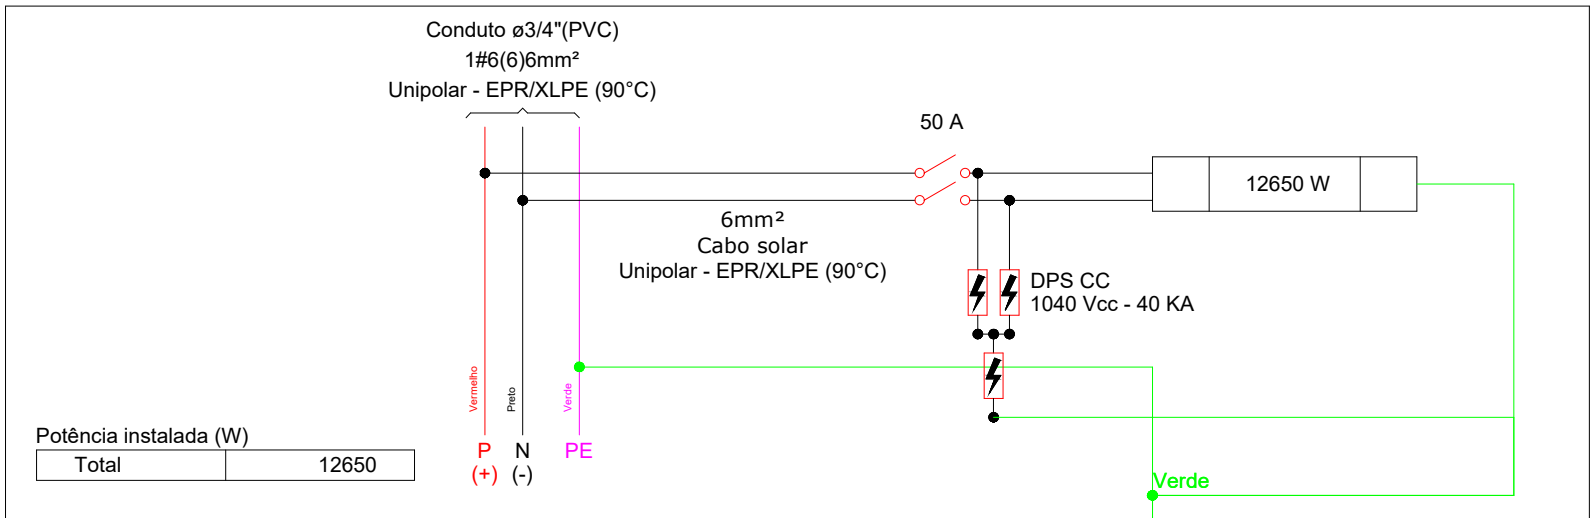 Conduto ø3/4"(PVC)
1#6(6)6mm²
Unipolar - EPR/XLPE (90°C)
50 A
12650 W
6mm²
Cabo solar
Unipolar - EPR/XLPE (90°C)
DPS CC
1040 Vcc - 40 KA
Vermelho
Preto
Verde
Potência instalada (W)
Total 12650
P N PE
(+) (-)
Verde